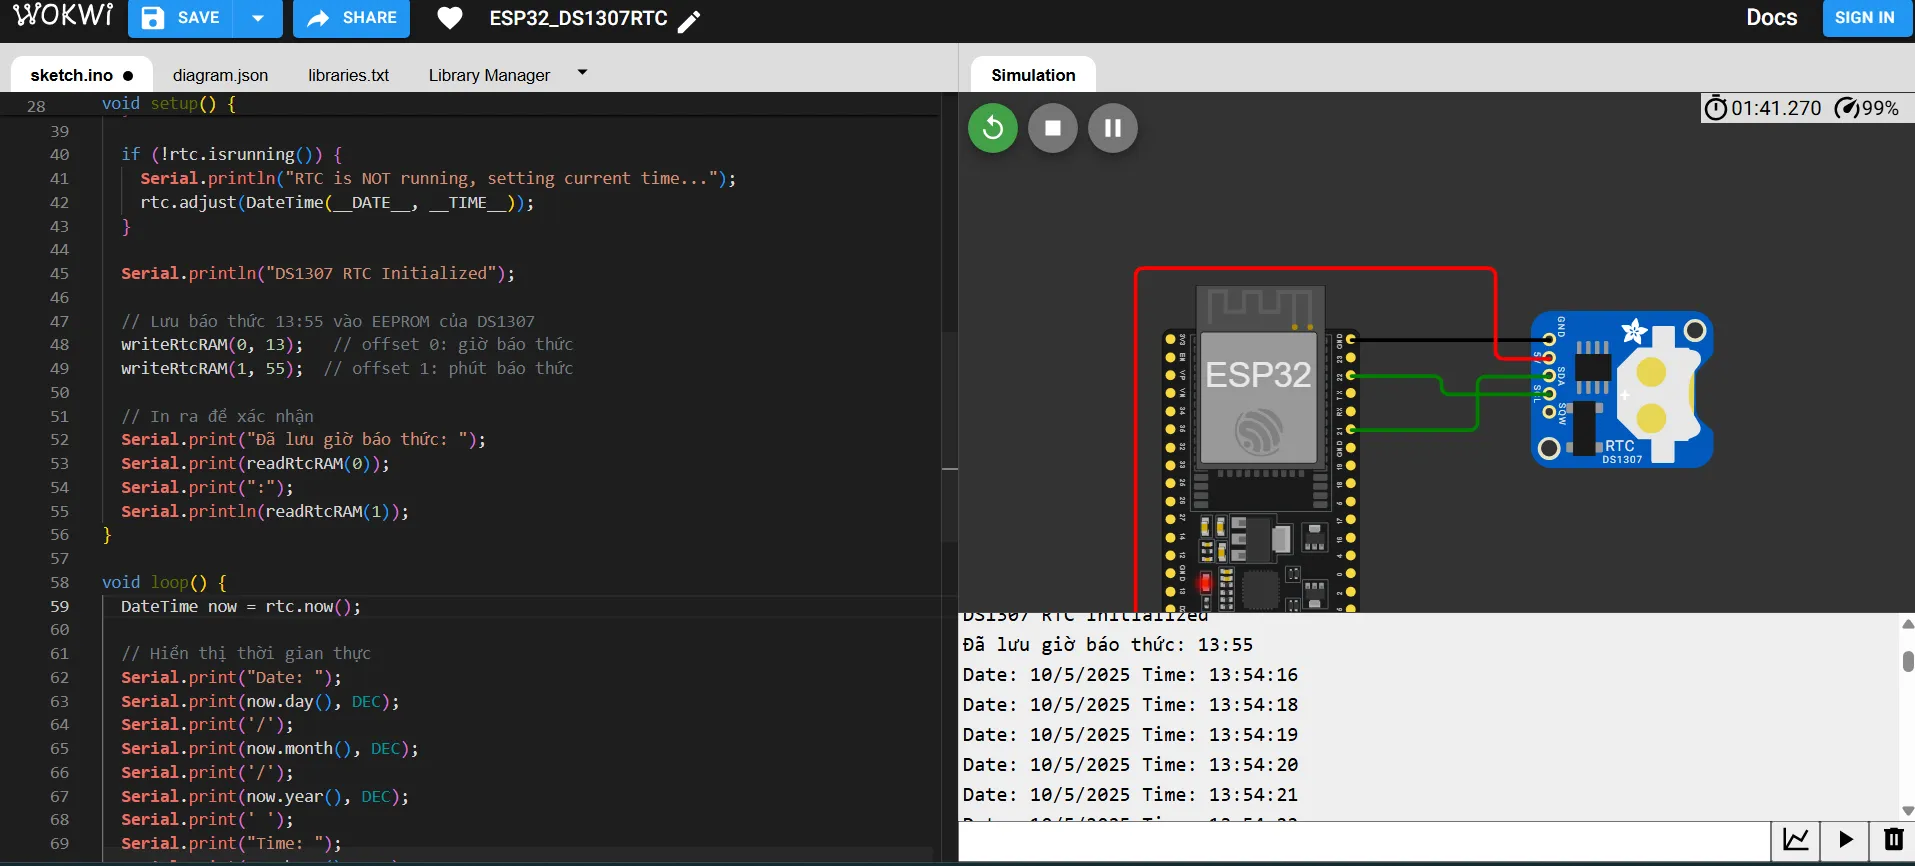 WOKWI SAVE SHARE ESP32_DS1307RTC Docs SIGN IN
sketch.ino diagram.json libraries.txt Library Manager
28 void setup() {
39
40 if (!rtc.isrunning()) {
41 Serial.println("RTC is NOT running, setting current time...");
42 rtc.adjust(DateTime(__DATE__, __TIME__));
43 }
44
45 Serial.println("DS1307 RTC Initialized");
46
47 // Lưu báo thức 13:55 vào EEPROM của DS1307
48 writeRtcRAM(0, 13); // offset 0: giờ báo thức
49 writeRtcRAM(1, 55); // offset 1: phút báo thức
50
51 // In ra để xác nhận
52 Serial.print("Đã lưu giờ báo thức: ");
53 Serial.print(readRtcRAM(0));
54 Serial.print(":");
55 Serial.println(readRtcRAM(1));
56 }
57
58 void loop() {
59 DateTime now = rtc.now();
60
61 // Hiển thị thời gian thực
62 Serial.print("Date: ");
63 Serial.print(now.day(), DEC);
64 Serial.print('/');
65 Serial.print(now.month(), DEC);
66 Serial.print('/');
67 Serial.print(now.year(), DEC);
68 Serial.print(' ');
69 Serial.print("Time: ");
Simulation
01:41.270 99%
ESP32
GND
5V
SDA
SCL
SQW
RTC
DS1307
DS1307 RTC Initialized
Đã lưu giờ báo thức: 13:55
Date: 10/5/2025 Time: 13:54:16
Date: 10/5/2025 Time: 13:54:18
Date: 10/5/2025 Time: 13:54:19
Date: 10/5/2025 Time: 13:54:20
Date: 10/5/2025 Time: 13:54:21